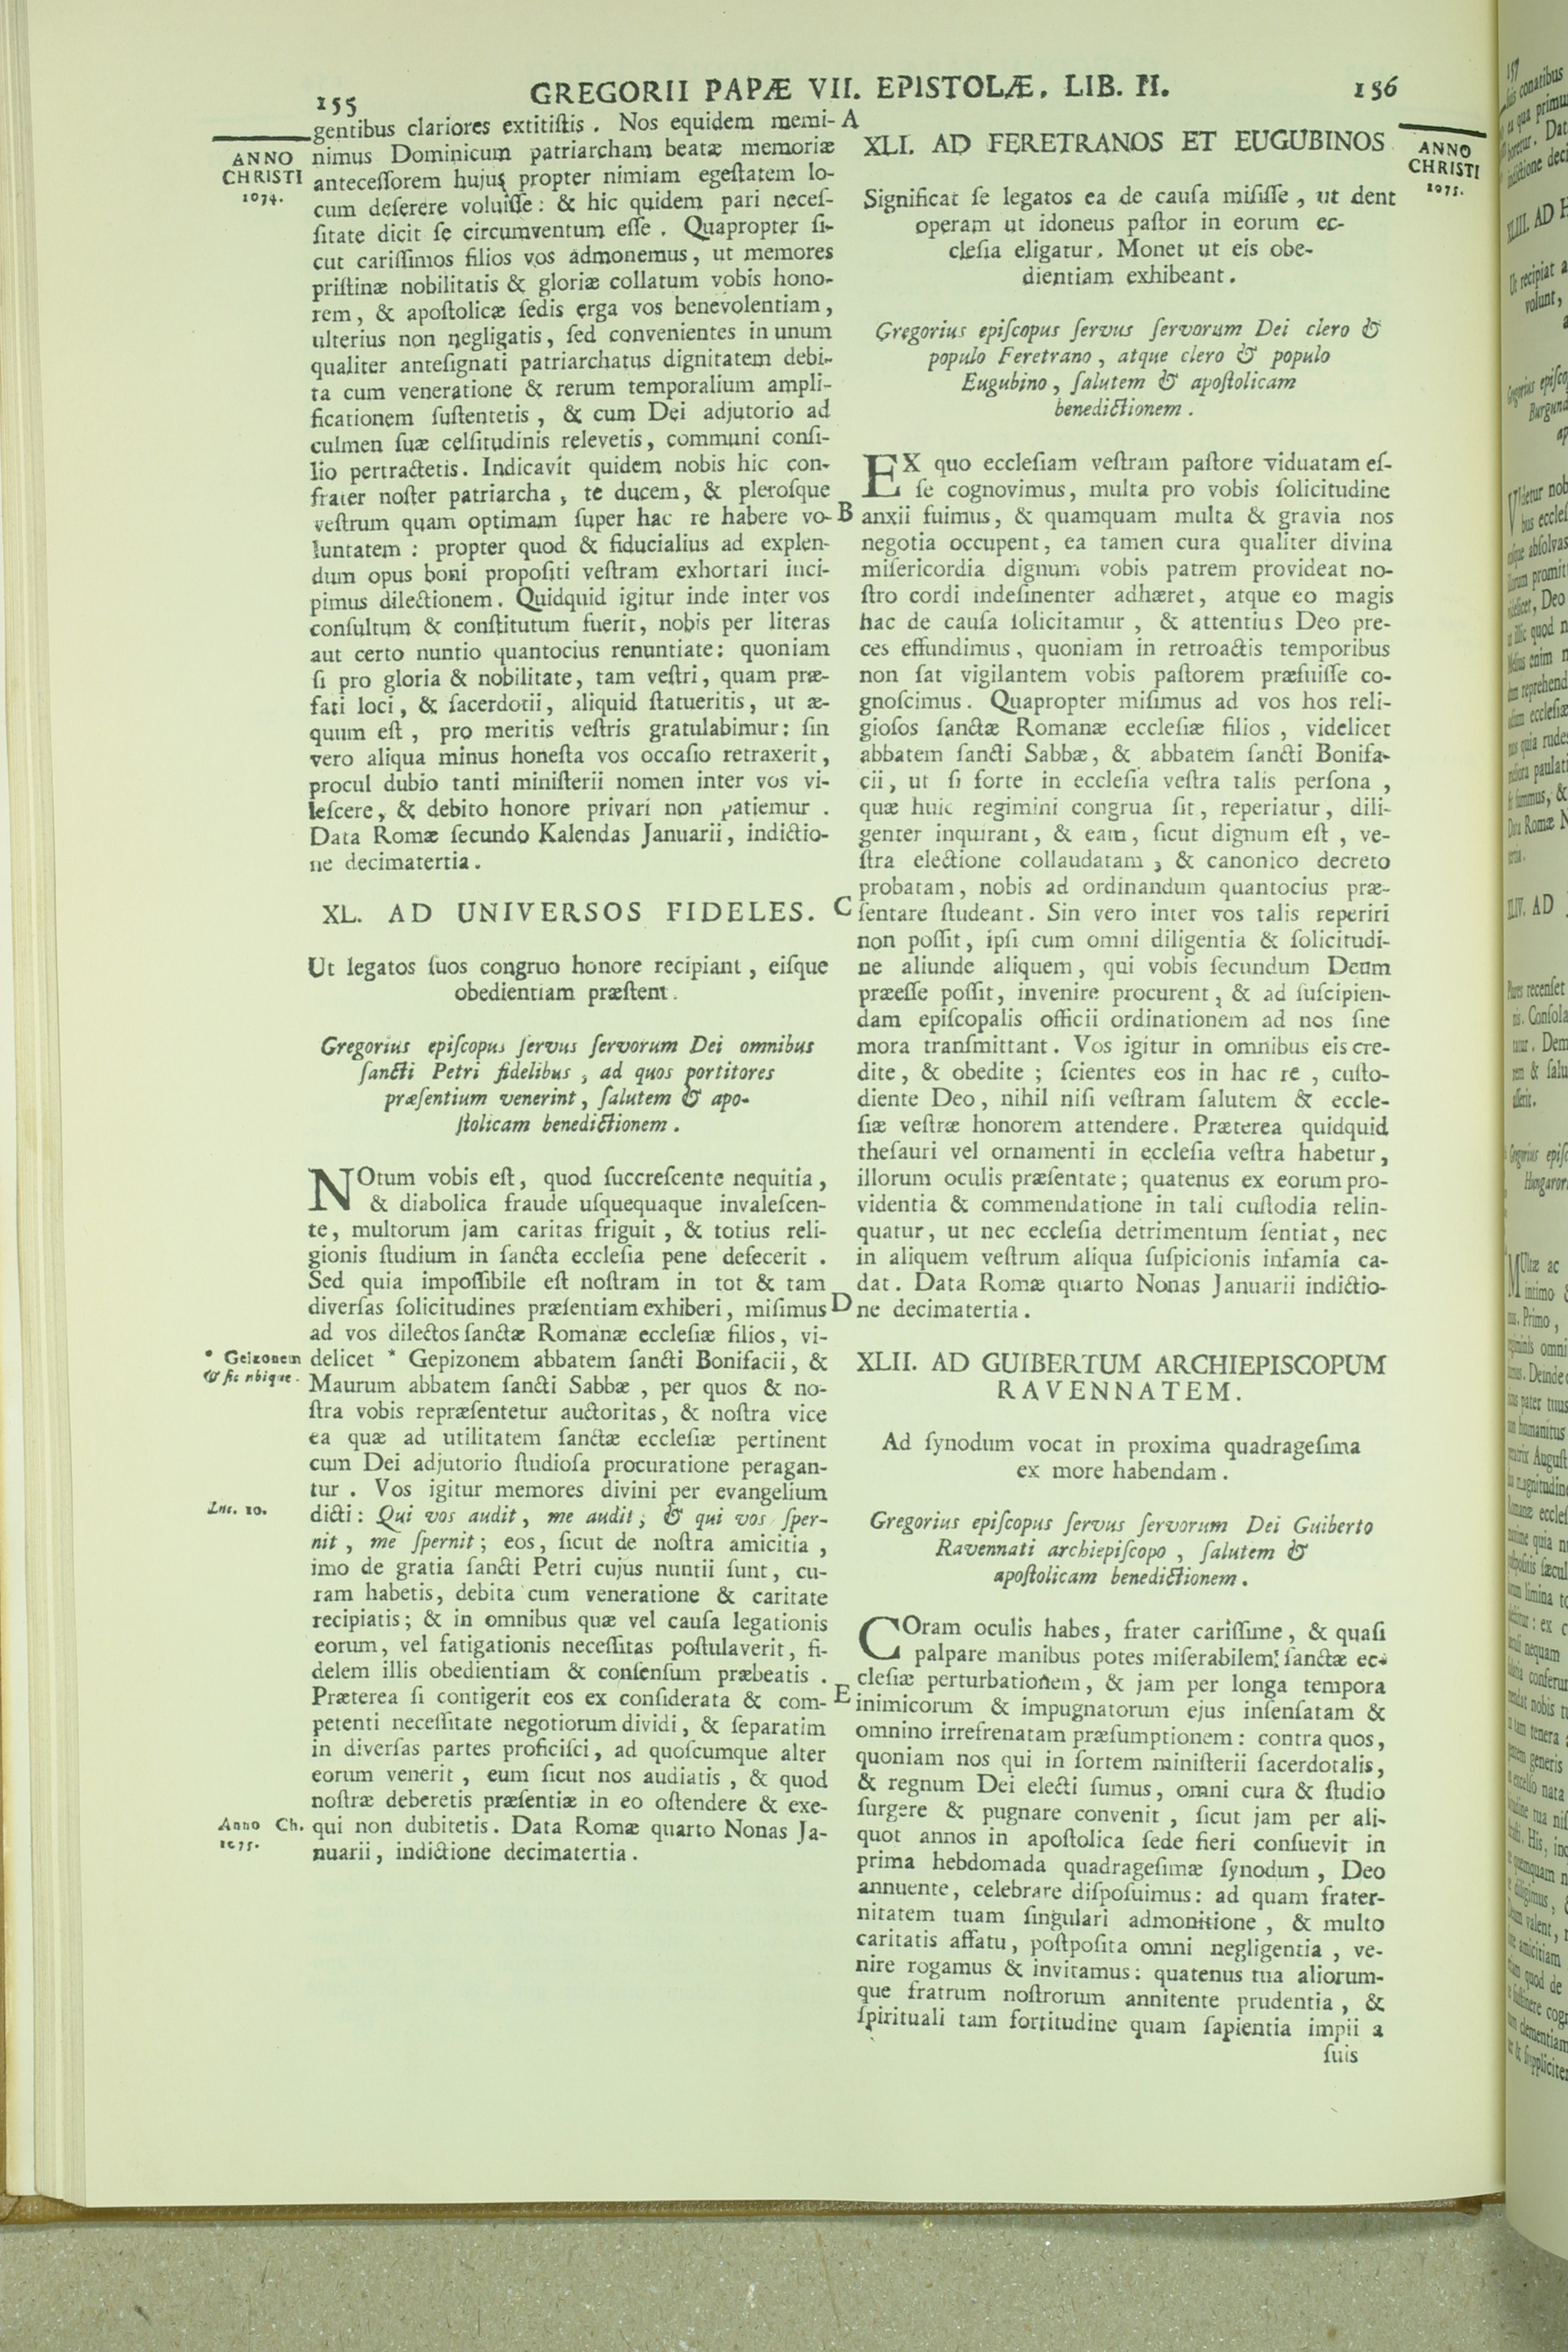 155
GREGORII PAPÆ VII. EPISTOLÆ. LIB. II.
156
ANNO
CHRISTI
1074.
gentibus clariores extitiſtis. Nos equidem memi-
nimus Dominicum patriarcham beatæ memoriæ
anteceſſorem hujus propter nimiam egeſtatem lo-
cum deſerere voluiſſe: & hic quidem pari neceſ-
ſitate dicit ſe circumventum eſſe. Quapropter ſi-
cut cariſſimos filios vos admonemus, ut memores
priſtinæ nobilitatis & gloriæ collatum vobis hono-
rem, & apoſtolicæ ſedis erga vos benevolentiam,
ulterius non negligatis, ſed convenientes in unum
qualiter anteſignati patriarchatus dignitatem debi-
ta cum veneratione & rerum temporalium ampli-
ficationem ſuſtentetis, & cum Dei adjutorio ad
culmen ſuæ celſitudinis relevetis, communi conſi-
lio pertractetis. Indicavit quidem nobis hic con-
frater noſter patriarcha, te ducem, & pleroſque
veſtrum quam optimam ſuper hac re habere vo-
luntatem: propter quod & fiducialius ad explen-
dum opus boni propoſiti veſtram exhortari inci-
pimus dilectionem. Quidquid igitur inde inter vos
conſultum & conſtitutum fuerit, nobis per literas
aut certo nuntio quantocius renuntiate: quoniam
ſi pro gloria & nobilitate, tam veſtri, quam præ-
fati loci, & ſacerdotii, aliquid ſtatueritis, ut æ-
quum eſt, pro meritis veſtris gratulabimur: ſin
vero aliqua minus honeſta vos occaſio retraxerit,
procul dubio tanti miniſterii nomen inter vos vi-
leſcere, & debito honore privari non patiemur.
Data Romæ ſecundo Kalendas Januarii, indictio-
ne decimatertia.
XL. AD UNIVERSOS FIDELES.
Ut legatos ſuos congruo honore recipiant, eiſque
obedientiam præſtent.
Gregorius epiſcopus ſervus ſervorum Dei omnibus
ſancti Petri fidelibus, ad quos portitores
præſentium venerint, ſalutem & apo-
ſtolicam benedictionem.
NOtum vobis eſt, quod ſuccreſcente nequitia,
& diabolica fraude uſquequaque invaleſcen-
te, multorum jam caritas friguit, & totius reli-
gionis ſtudium in ſancta eccleſia pene defecerit.
Sed quia impoſſibile eſt noſtram in tot & tam
diverſas ſolicitudines præſentiam exhiberi, miſimus
ad vos dilectos ſanctæ Romanæ eccleſiæ filios, vi-
* Geizonem
& ſic ubique.
delicet * Gepizonem abbatem ſancti Bonifacii, &
Maurum abbatem ſancti Sabbæ, per quos & no-
ſtra vobis repræſentetur auctoritas, & noſtra vice
ea quæ ad utilitatem ſanctæ eccleſiæ pertinent
cum Dei adjutorio ſtudioſa procuratione peragan-
tur. Vos igitur memores divini per evangelium
Luc. 10.
dicti: Qui vos audit, me audit; & qui vos ſper-
nit, me ſpernit; eos, ſicut de noſtra amicitia,
imo de gratia ſancti Petri cujus nuntii ſunt, cu-
ram habetis, debita cum veneratione & caritate
recipiatis; & in omnibus quæ vel cauſa legationis
eorum, vel fatigationis neceſſitas poſtulaverit, fi-
delem illis obedientiam & conſenſum præbeatis.
Præterea ſi contigerit eos ex conſiderata & com-
petenti neceſſitate negotiorum dividi, & ſeparatim
in diverſas partes proficiſci, ad quoſcumque alter
eorum venerit, eum ſicut nos audiatis, & quod
noſtræ deberetis præſentiæ in eo oſtendere & exe-
Anno Ch.
1075.
qui non dubitetis. Data Romæ quarto Nonas Ja-
nuarii, indictione decimatertia.
A
B
C
D
E
ANNO
CHRISTI
1075.
XLI. AD FERETRANOS ET EUGUBINOS
Significat ſe legatos ea de cauſa miſiſſe, ut dent
operam ut idoneus paſtor in eorum ec-
cleſia eligatur. Monet ut eis obe-
dientiam exhibeant.
Gregorius epiſcopus ſervus ſervorum Dei clero &
populo Feretrano, atque clero & populo
Eugubino, ſalutem & apoſtolicam
benedictionem.
EX quo eccleſiam veſtram paſtore viduatam eſ-
ſe cognovimus, multa pro vobis ſolicitudine
anxii fuimus, & quamquam multa & gravia nos
negotia occupent, ea tamen cura qualiter divina
miſericordia dignum vobis patrem provideat no-
ſtro cordi indeſinenter adhæret, atque eo magis
hac de cauſa ſolicitamur, & attentius Deo pre-
ces effundimus, quoniam in retroactis temporibus
non ſat vigilantem vobis paſtorem præfuiſſe co-
gnoſcimus. Quapropter miſimus ad vos hos reli-
gioſos ſanctæ Romanæ eccleſiæ filios, videlicet
abbatem ſancti Sabbæ, & abbatem ſancti Bonifa-
cii, ut ſi forte in eccleſia veſtra talis perſona,
quæ huic regimini congrua ſit, reperiatur, dili-
genter inquirant, & eam, ſicut dignum eſt, ve-
ſtra electione collaudatam, & canonico decreto
probatam, nobis ad ordinandum quantocius præ-
ſentare ſtudeant. Sin vero inter vos talis reperiri
non poſſit, ipſi cum omni diligentia & ſolicitudi-
ne aliunde aliquem, qui vobis ſecundum Deum
præeſſe poſſit, invenire procurent, & ad ſuſcipien-
dam epiſcopalis officii ordinationem ad nos ſine
mora tranſmittant. Vos igitur in omnibus eis cre-
dite, & obedite; ſcientes eos in hac re, cuſto-
diente Deo, nihil niſi veſtram ſalutem & eccle-
ſiæ veſtræ honorem attendere. Præterea quidquid
theſauri vel ornamenti in eccleſia veſtra habetur,
illorum oculis præſentate; quatenus ex eorum pro-
videntia & commendatione in tali cuſtodia relin-
quatur, ut nec eccleſia detrimentum ſentiat, nec
in aliquem veſtrum aliqua ſuſpicionis infamia ca-
dat. Data Romæ quarto Nonas Januarii indictio-
ne decimatertia.
XLII. AD GUIBERTUM ARCHIEPISCOPUM
RAVENNATEM.
Ad ſynodum vocat in proxima quadrageſima
ex more habendam.
Gregorius epiſcopus ſervus ſervorum Dei Guiberto
Ravennati archiepiſcopo, ſalutem &
apoſtolicam benedictionem.
COram oculis habes, frater cariſſime, & quaſi
palpare manibus potes miſerabilem ſanctæ ec-
cleſiæ perturbationem, & jam per longa tempora
inimicorum & impugnatorum ejus inſenſatam &
omnino irrefrenatam præſumptionem: contra quos,
quoniam nos qui in ſortem miniſterii ſacerdotalis,
& regnum Dei electi ſumus, omni cura & ſtudio
ſurgere & pugnare convenit, ſicut jam per ali-
quot annos in apoſtolica ſede fieri conſuevit in
prima hebdomada quadrageſimæ ſynodum, Deo
annuente, celebrare diſpoſuimus: ad quam frater-
nitatem tuam ſingulari admonitione, & multo
caritatis affatu, poſtpoſita omni negligentia, ve-
nire rogamus & invitamus: quatenus tua aliorum-
que fratrum noſtrorum annitente prudentia, &
ſpirituali tam fortitudine quam ſapientia impii a
ſuis